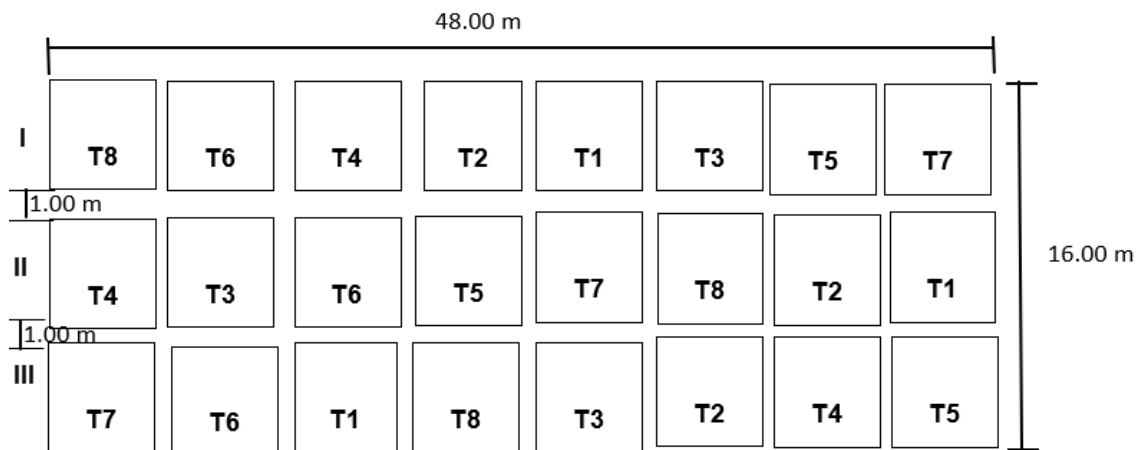 48.00 m
I
T8 T6 T4 T2 T1 T3 T5 T7
1.00 m
16.00 m
II
T4 T3 T6 T5 T7 T8 T2 T1
1.00 m
III
T7 T6 T1 T8 T3 T2 T4 T5